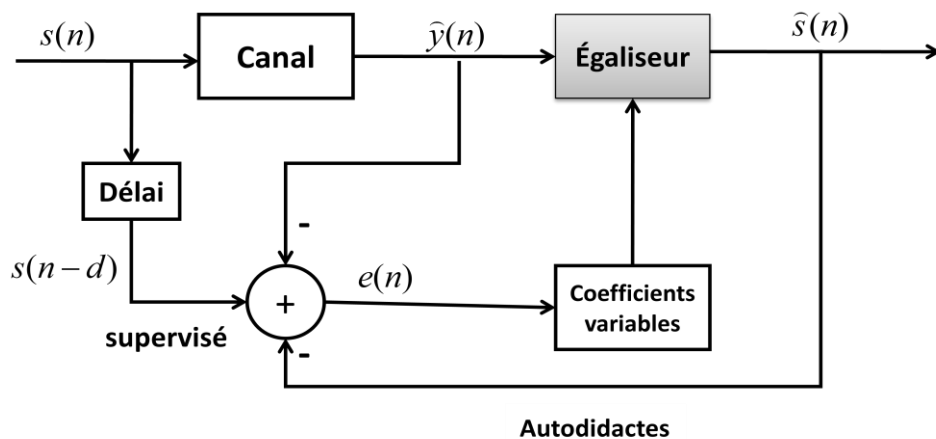 s(n)
Canal
ŷ(n)
Égaliseur
ŝ(n)
Délai
-
s(n − d)
+
e(n)
Coefficients
variables
supervisé
-
Autodidactes